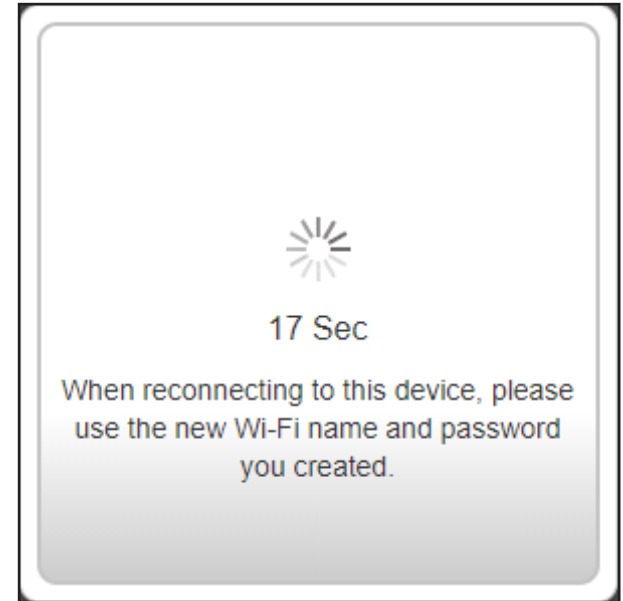 17 Sec
When reconnecting to this device, please
use the new Wi-Fi name and password
you created.